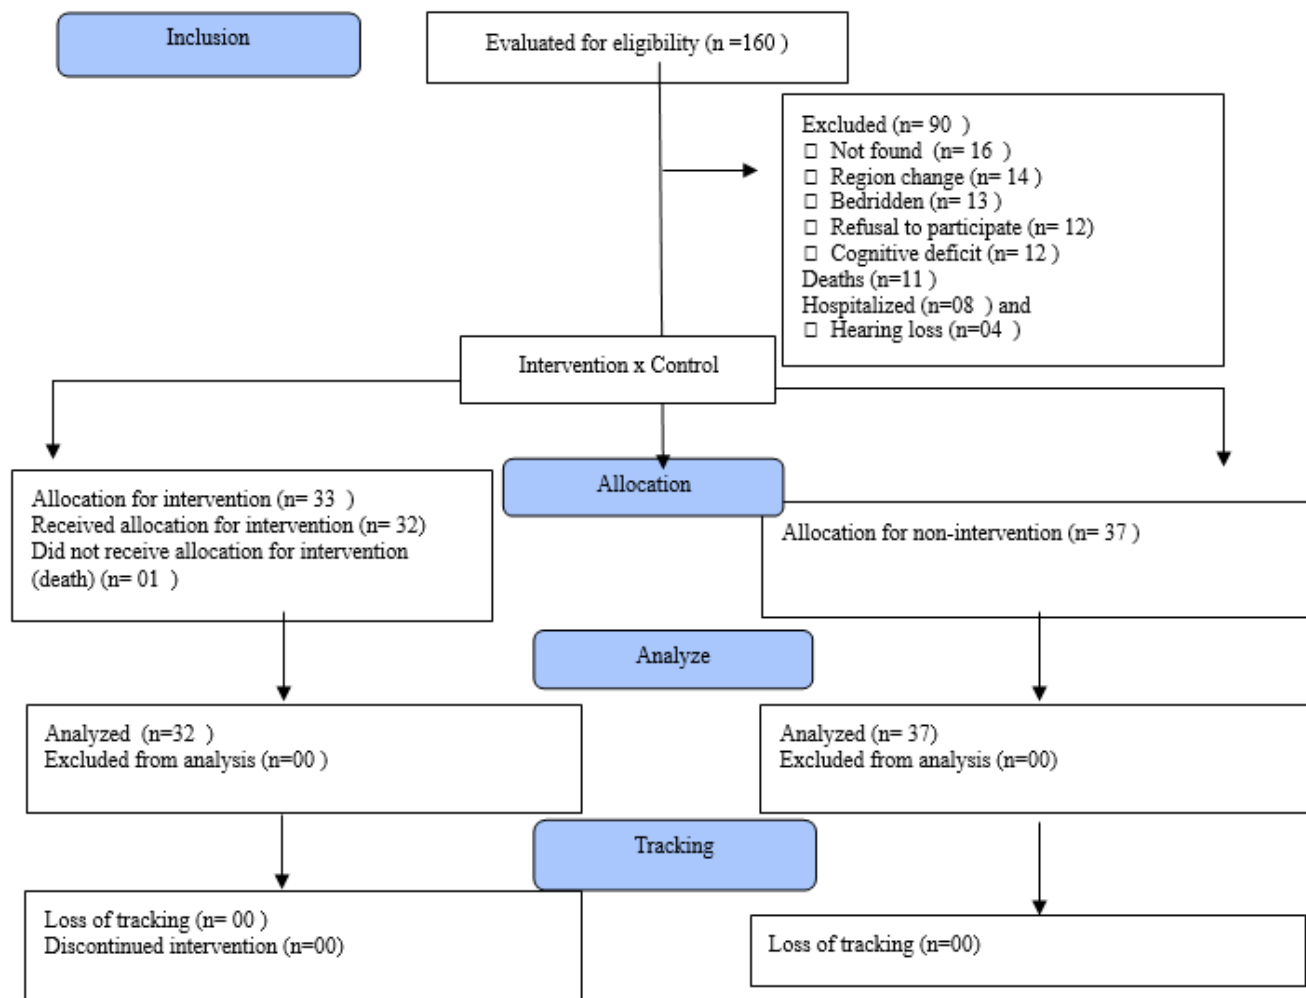 Inclusion
Evaluated for eligibility (n =160 )
Excluded (n= 90 )
□ Not found (n= 16 )
□ Region change (n= 14 )
□ Bedridden (n= 13 )
□ Refusal to participate (n= 12)
□ Cognitive deficit (n= 12 )
Deaths (n=11 )
Hospitalized (n=08 ) and
□ Hearing loss (n=04 )
Intervention x Control
Allocation
Allocation for intervention (n= 33 )
Received allocation for intervention (n= 32)
Did not receive allocation for intervention
(death) (n= 01 )
Allocation for non-intervention (n= 37 )
Analyze
Analyzed (n=32 )
Excluded from analysis (n=00 )
Analyzed (n= 37)
Excluded from analysis (n=00)
Tracking
Loss of tracking (n= 00 )
Discontinued intervention (n=00)
Loss of tracking (n=00)